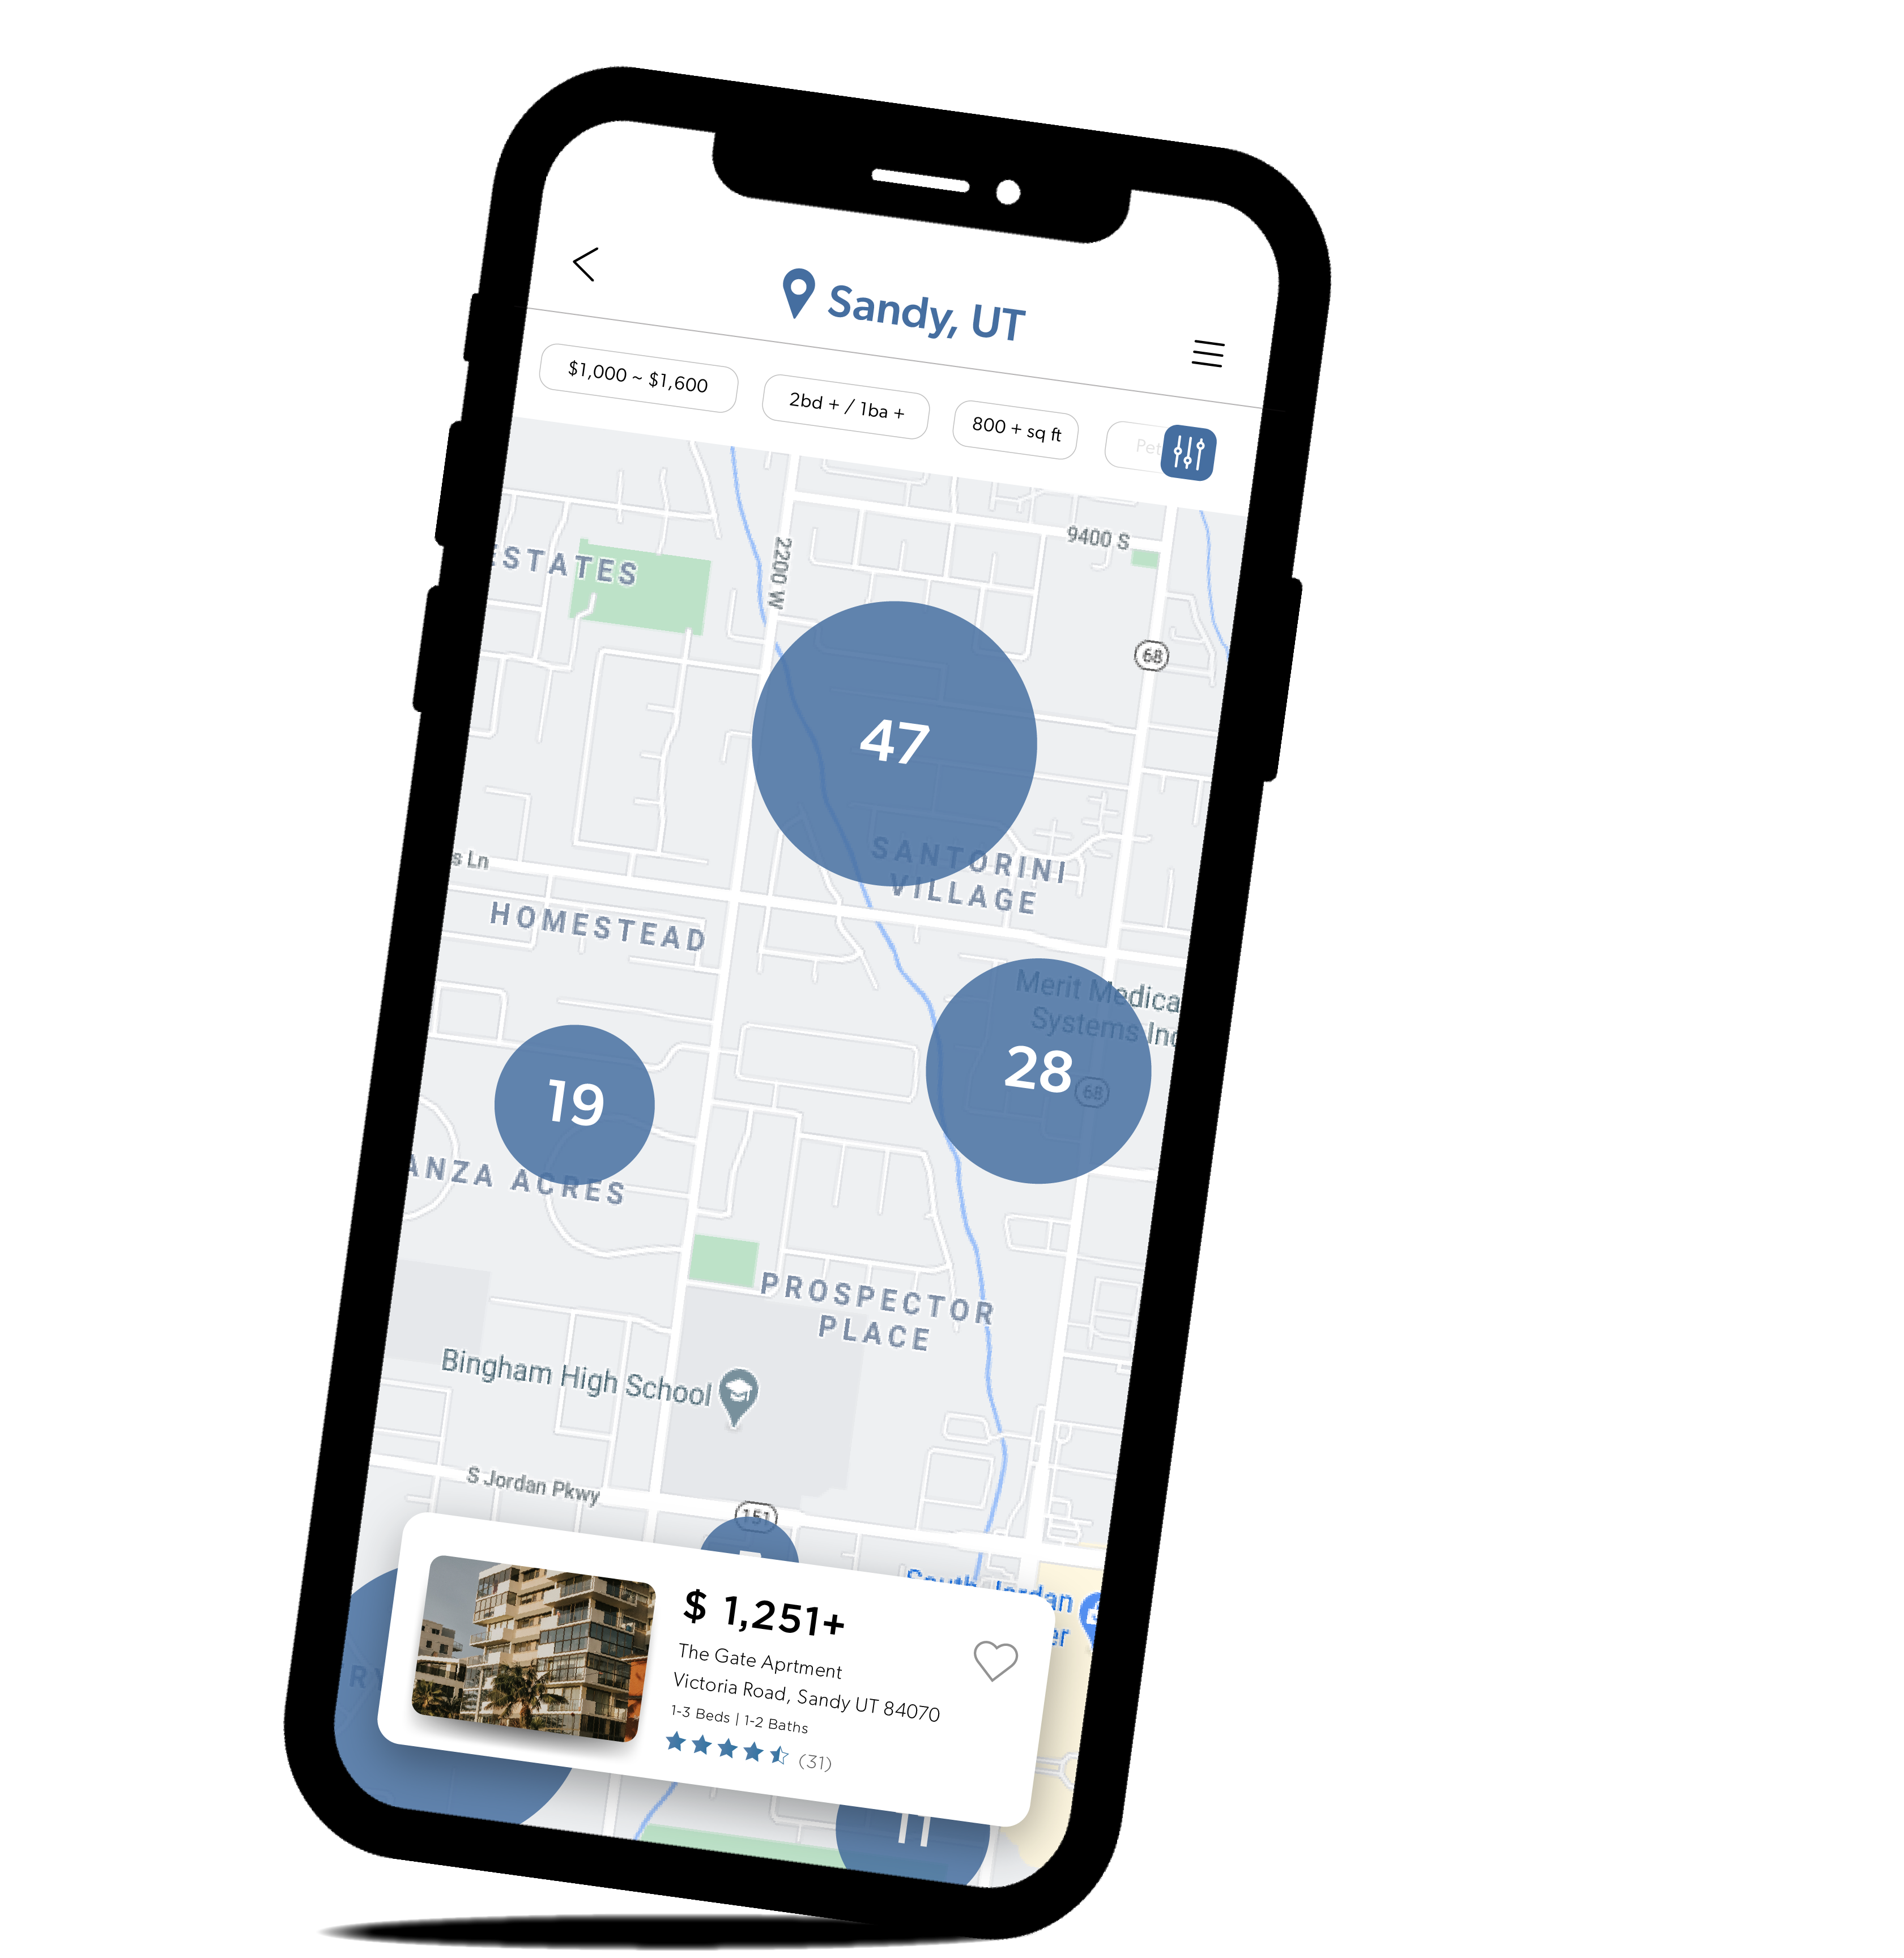 Sandy, UT
$1,000 ~ $1,600
2bd + / 1ba +
800 + sq ft
Pet
9400 S
ESTATES
2200 W
68
47
SANTORINI
VILLAGE
s Ln
HOMESTEAD
Merit Medica
Systems Inc
28
68
19
ANZA ACRES
PROSPECTOR
PLACE
Bingham High School
S Jordan Pkwy
151
South Jordan
er
$ 1,251+
The Gate Aprtment
Victoria Road, Sandy UT 84070
1-3 Beds | 1-2 Baths
(31)
RY
11